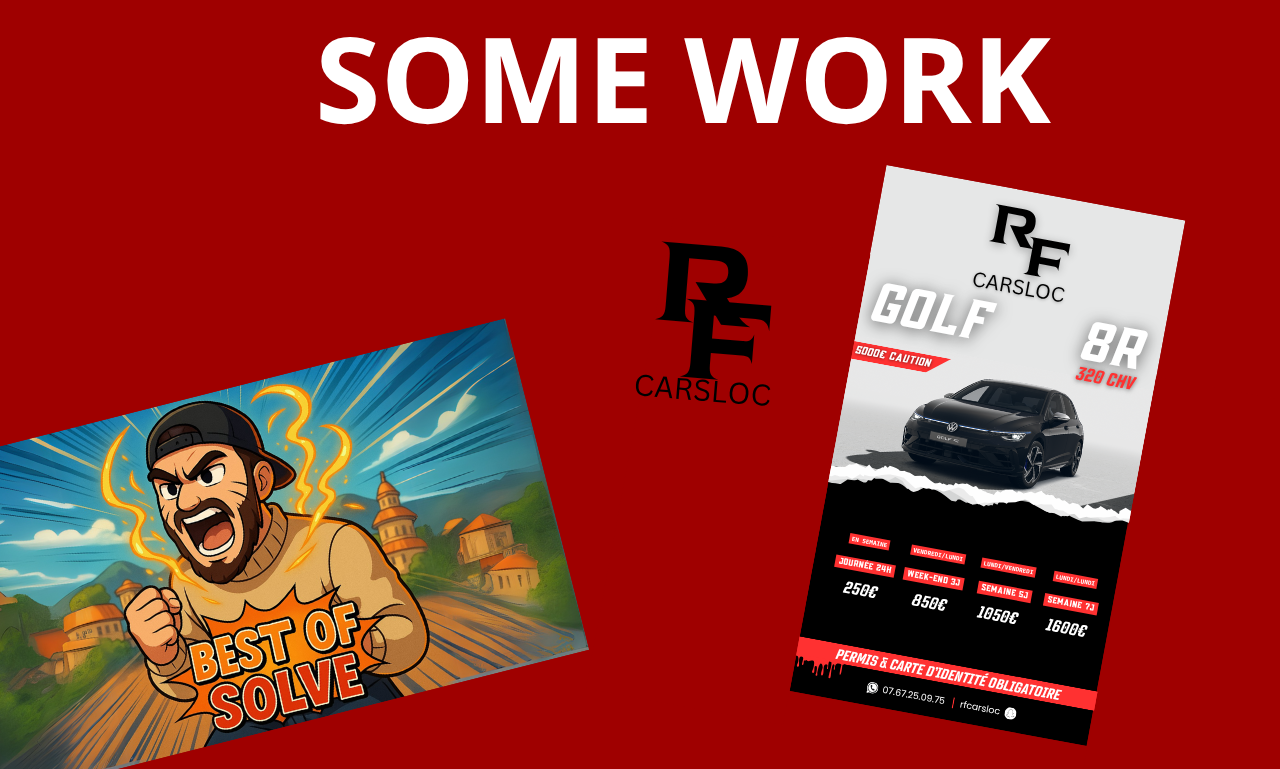 SOME WORK
RF
CARSLOC
BEST OF
SOLVE
RF
CARSLOC
GOLF 8R
320 CHV
5000€ CAUTION
EN SEMAINE VENDREDI/LUNDI LUNDI/VENDREDI LUNDI/LUNDI
JOURNÉE 24H WEEK-END 3J SEMAINE 5J SEMAINE 7J
250€ 850€ 1050€ 1600€
PERMIS & CARTE D'IDENTITÉ OBLIGATOIRE
07.67.25.09.75 | rfcarsloc